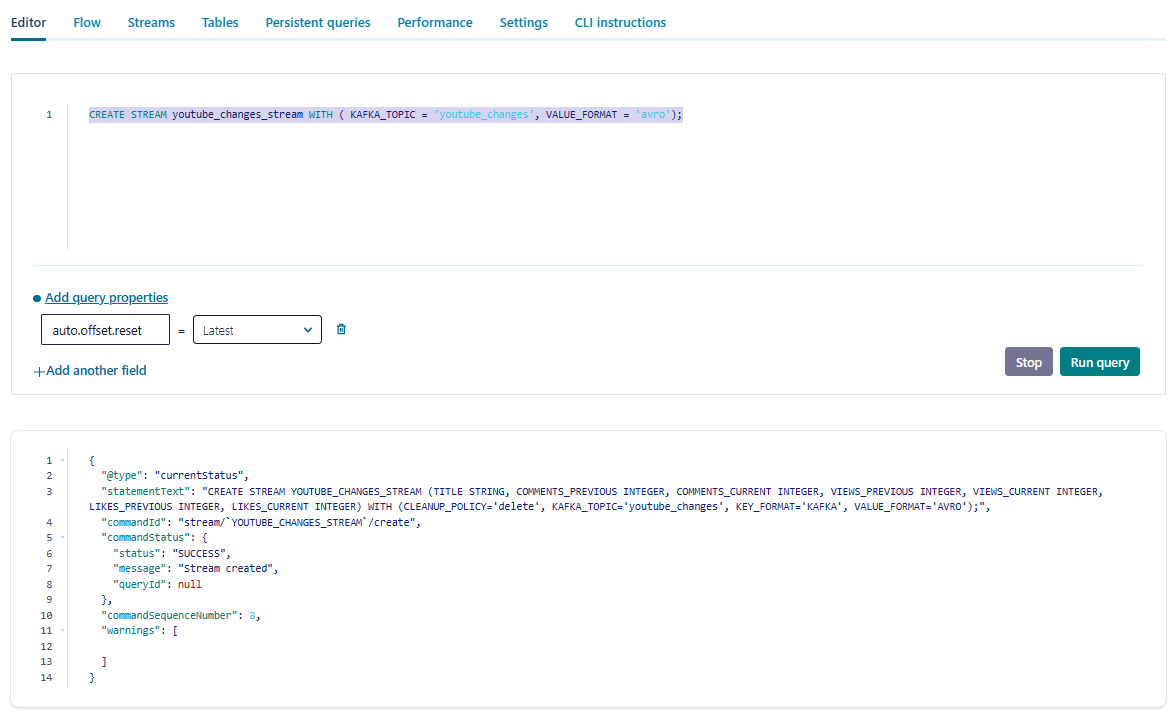 Editor Flow Streams Tables Persistent queries Performance Settings CLI instructions
1 CREATE STREAM youtube_changes_stream WITH ( KAFKA_TOPIC = 'youtube_changes', VALUE_FORMAT = 'avro');
Add query properties
auto.offset.reset = Latest
+Add another field
Stop Run query
1 {
2 "@type": "currentStatus",
3 "statementText": "CREATE STREAM YOUTUBE_CHANGES_STREAM (TITLE STRING, COMMENTS_PREVIOUS INTEGER, COMMENTS_CURRENT INTEGER, VIEWS_PREVIOUS INTEGER, VIEWS_CURRENT INTEGER,
LIKES_PREVIOUS INTEGER, LIKES_CURRENT INTEGER) WITH (CLEANUP_POLICY='delete', KAFKA_TOPIC='youtube_changes', KEY_FORMAT='KAFKA', VALUE_FORMAT='AVRO');",
4 "commandId": "stream/`YOUTUBE_CHANGES_STREAM`/create",
5 "commandStatus": {
6 "status": "SUCCESS",
7 "message": "Stream created",
8 "queryId": null
9 },
10 "commandSequenceNumber": 8,
11 "warnings": [
12
13 ]
14 }